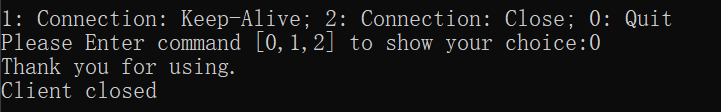 1: Connection: Keep-Alive; 2: Connection: Close; 0: Quit
Please Enter command [0,1,2] to show your choice:0
Thank you for using.
Client closed